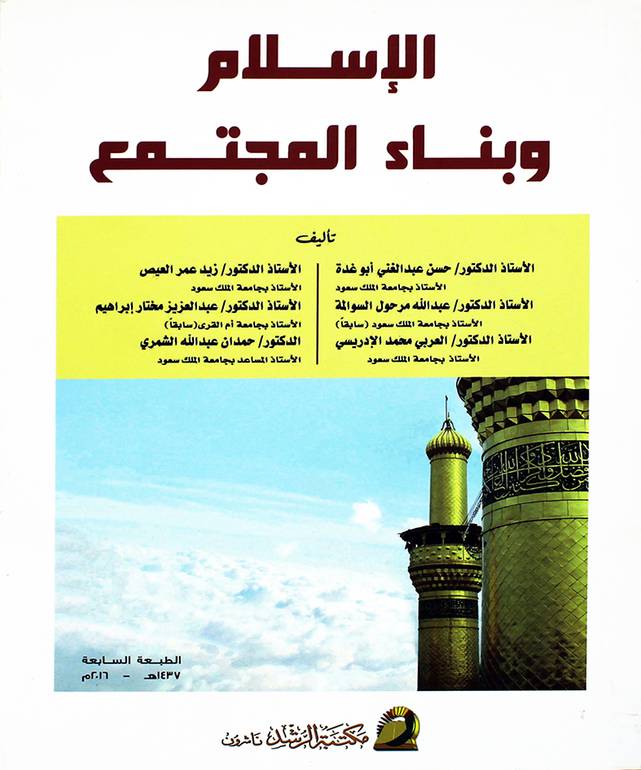 الإسلام
وبناء المجتمع
تأليف
الأستاذ الدكتور/ حسن عبدالغني أبو غدة
الأستاذ بجامعة الملك سعود
الأستاذ الدكتور/ عبدالله مرحول السوالمة
الأستاذ بجامعة الملك سعود (سابقاً)
الأستاذ الدكتور/ العربي محمد الإدريسي
الأستاذ بجامعة الملك سعود
الأستاذ الدكتور/ زيد عمر العيص
الأستاذ بجامعة الملك سعود
الأستاذ الدكتور/ عبدالعزيز مختار إبراهيم
الأستاذ بجامعة أم القرى (سابقاً)
الدكتور/ حمدان عبدالله الشمري
الأستاذ المساعد بجامعة الملك سعود
الطبعة السابعة
١٤٣٧هـ - ٢٠١٦م
مكتبة الرشد ناشرون